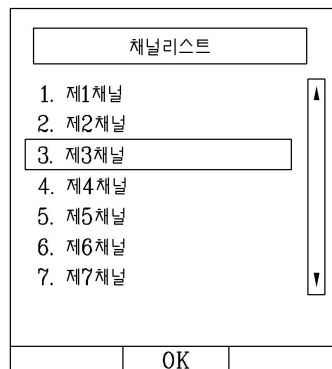 채널리스트
1. 제1채널
2. 제2채널
3. 제3채널
4. 제4채널
5. 제5채널
6. 제6채널
7. 제7채널
OK